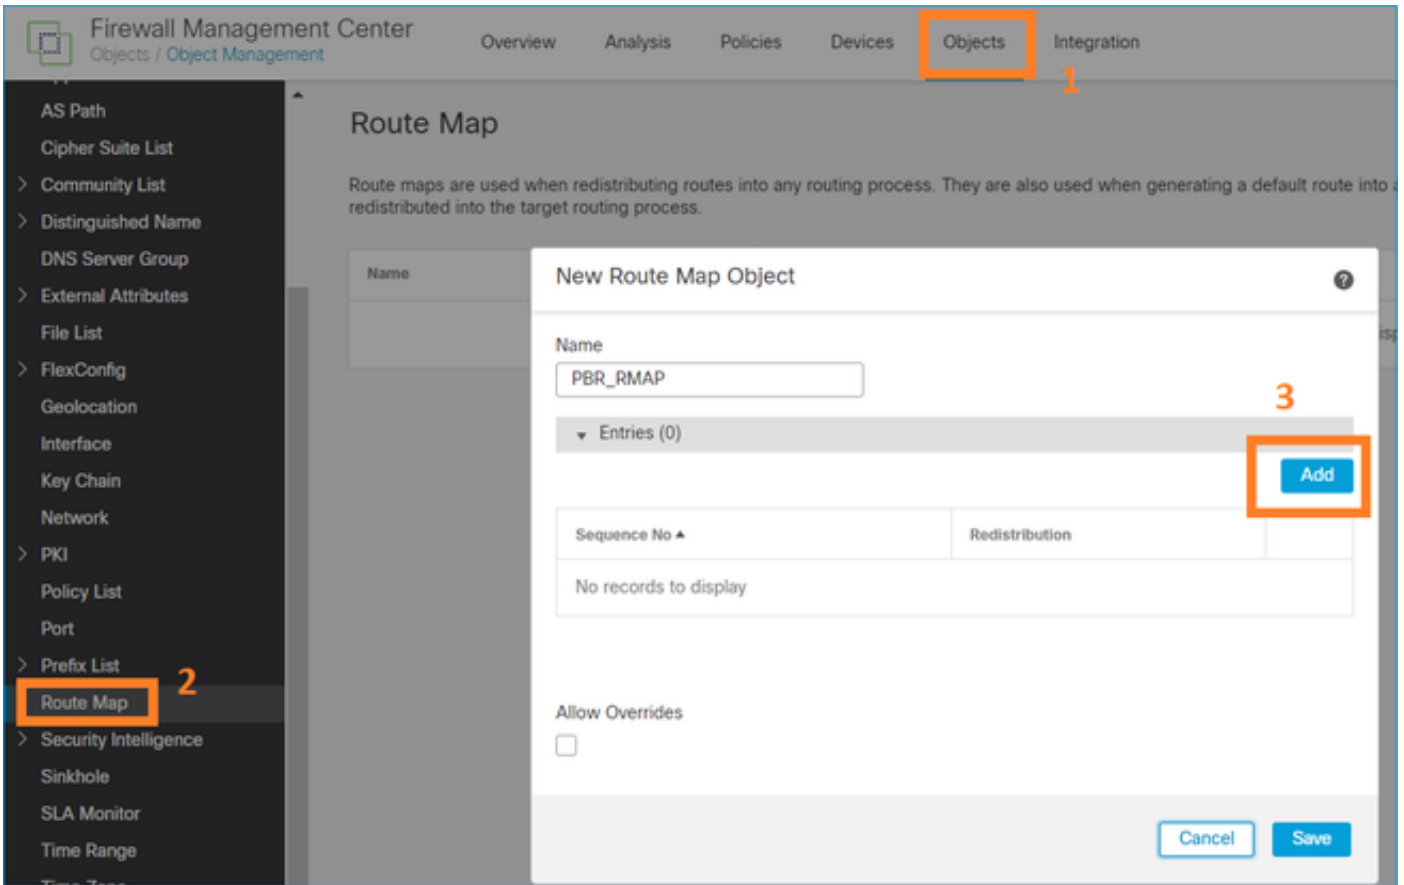 Firewall Management Center
Objects / Object Management
Overview
Analysis
Policies
Devices
Objects
Integration
1
AS Path
Cipher Suite List
Community List
Distinguished Name
DNS Server Group
External Attributes
File List
FlexConfig
Geolocation
Interface
Key Chain
Network
PKI
Policy List
Port
Prefix List
Route Map
2
Security Intelligence
Sinkhole
SLA Monitor
Time Range
Route Map
Route maps are used when redistributing routes into any routing process. They are also used when generating a default route into
redistributed into the target routing process.
Name
New Route Map Object
?
Name
PBR_RMAP
3
Entries (0)
Add
Sequence No
Redistribution
No records to display
Allow Overrides
Cancel
Save